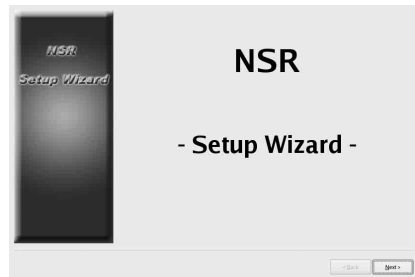 NSR
Setup Wizard
NSR
- Setup Wizard -
< Back
Next >